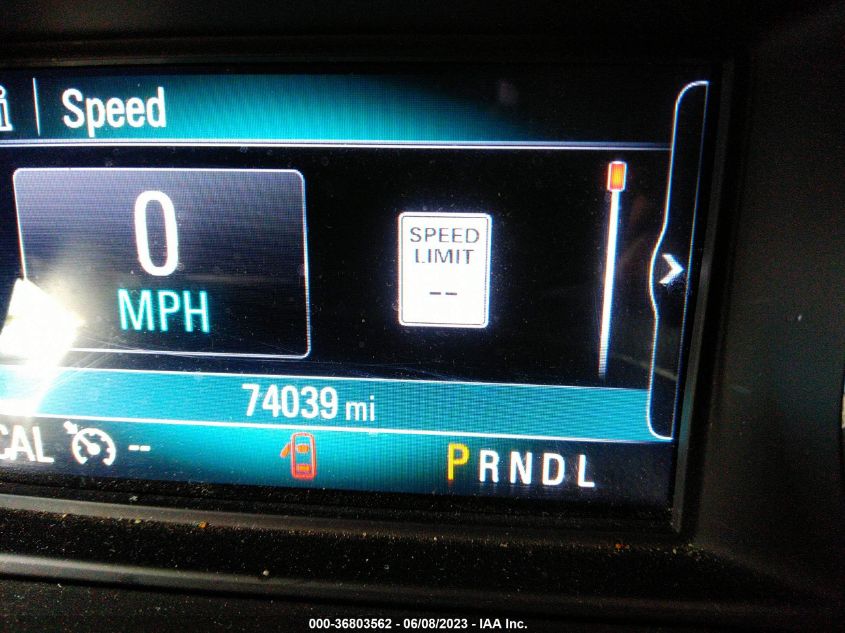 i Speed
0
MPH
SPEED
LIMIT
--
74039 mi
CAL --
PRNDL
000-36803562 - 06/08/2023 - IAA Inc.